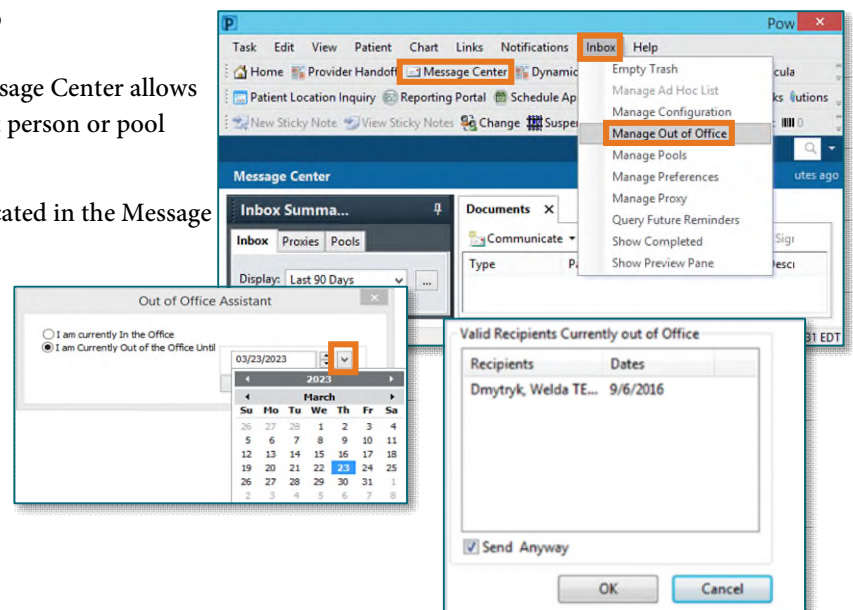 ssage Center allows
person or pool
cated in the Message
Pow
Task Edit View Patient Chart Links Notifications Inbox Help
Home Provider Handoff Message Center Dynamic
Patient Location Inquiry Reporting Portal Schedule Ap
New Sticky Note View Sticky Notes Change Suspe
Empty Trash
Manage Ad Hoc List
Manage Configuration
Manage Out of Office
Manage Pools
Manage Preferences
Manage Proxy
Query Future Reminders
Show Completed
Show Preview Pane
cula
ks utions
0
Message Center
utes ago
Inbox Summa...
Inbox Proxies Pools
Display: Last 90 Days ...
Documents X
Communicate
Type Pa
Sig
Desci
31 EDT
Out of Office Assistant
I am currently In the Office
I am Currently Out of the Office Until
03/23/2023
2023
March
Su Mo Tu We Th Fr Sa
26 27 28 1 2 3 4
5 6 7 8 9 10 11
12 13 14 15 16 17 18
19 20 21 22 23 24 25
26 27 28 29 30 31 1
2 3 4 5 6 7 8
Valid Recipients Currently out of Office
Recipients Dates
Dmytryk, Welda TE... 9/6/2016
Send Anyway
OK Cancel